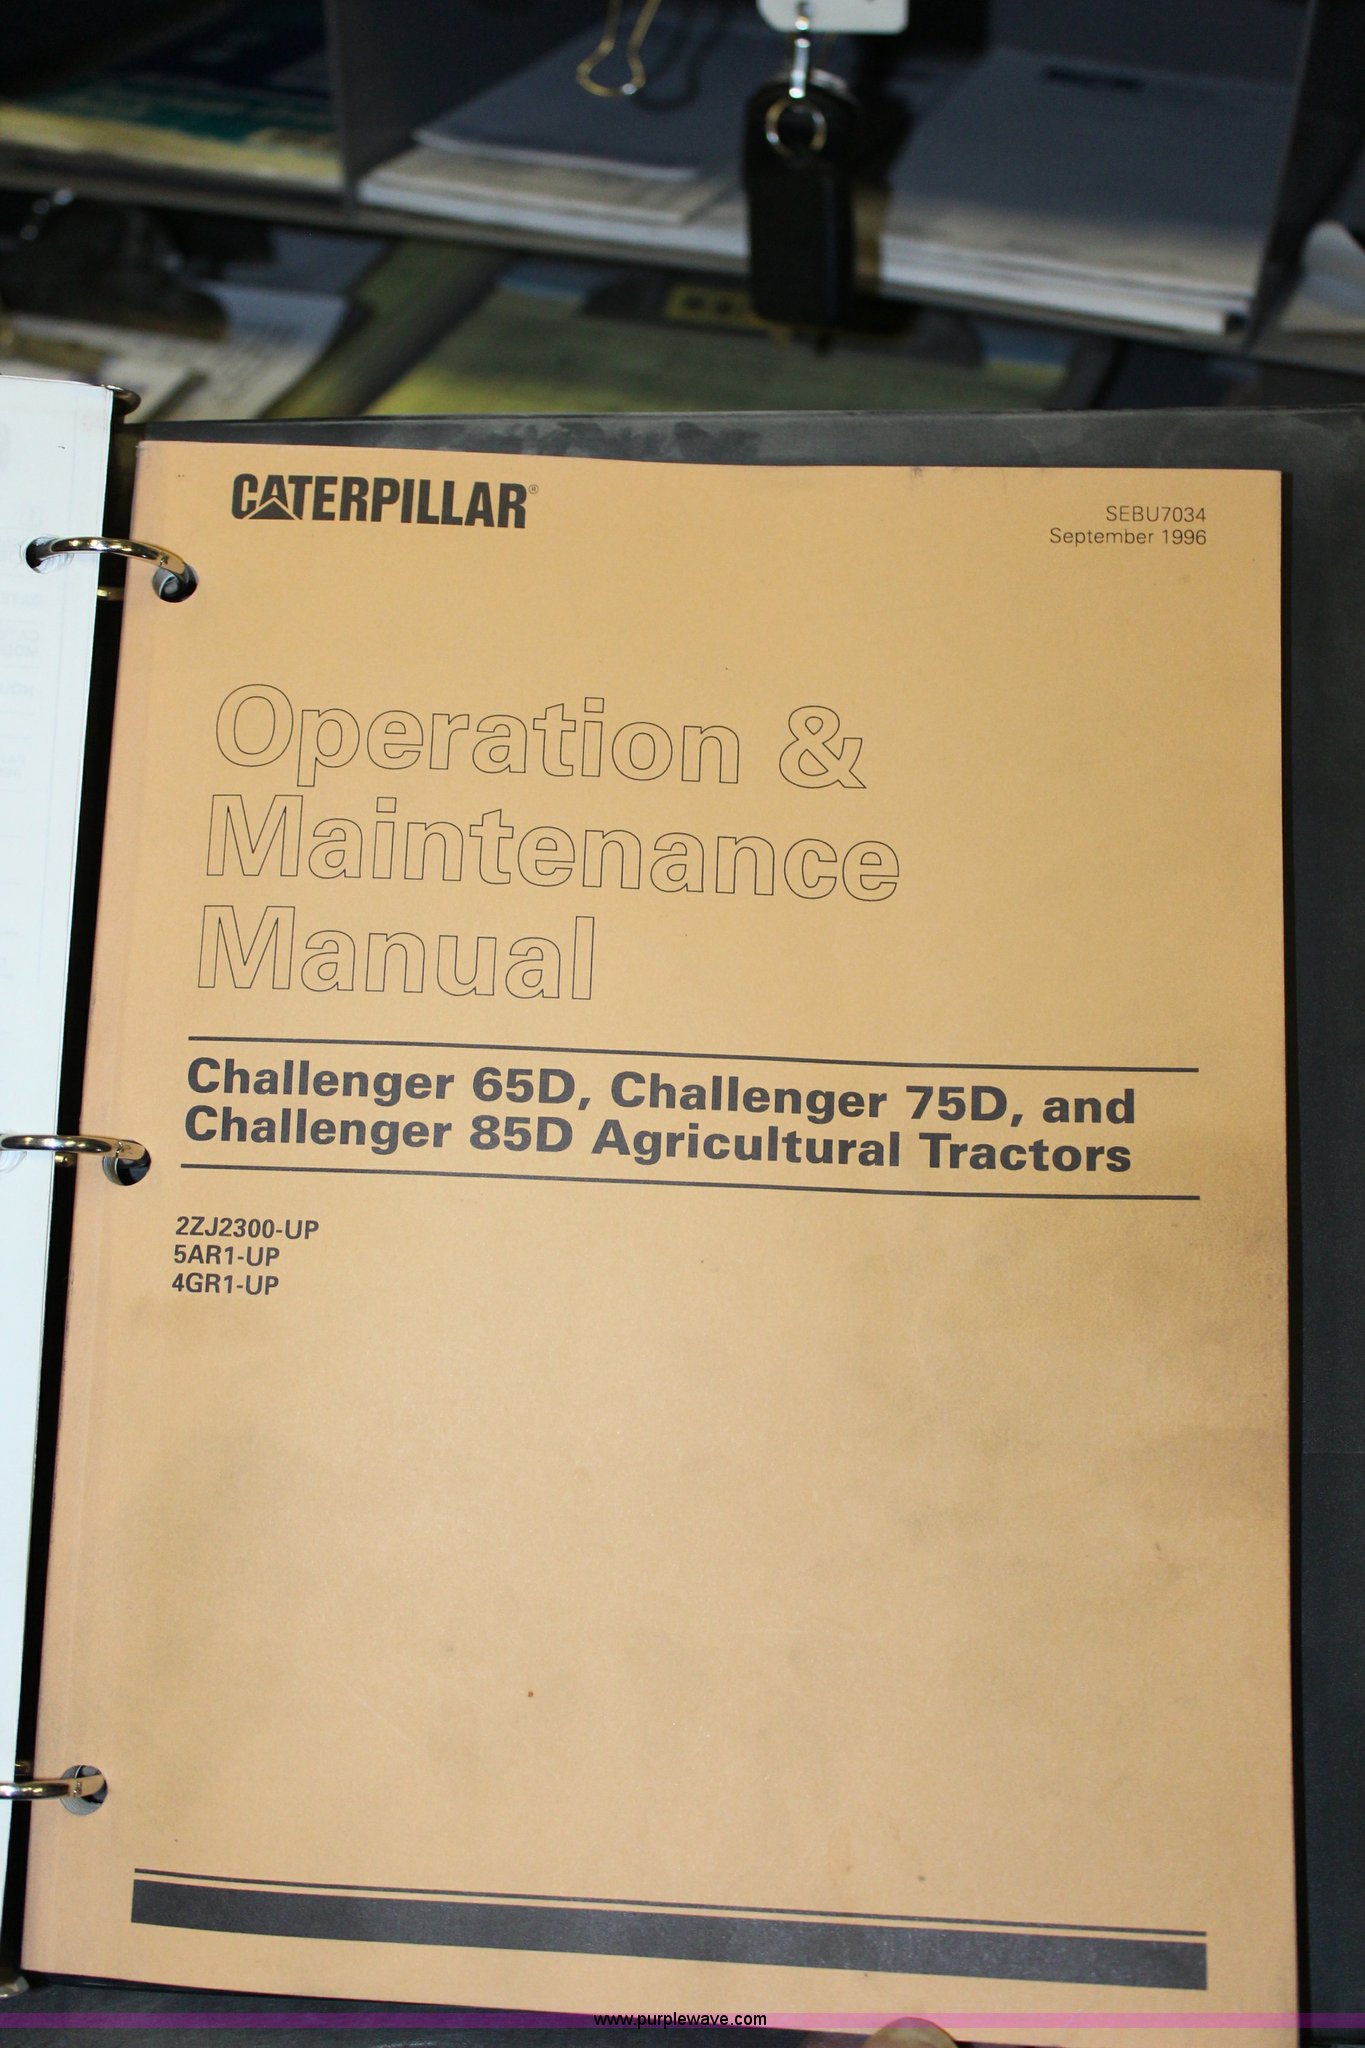 CATERPILLAR®
SEBU7034
September 1996
Operation &
Maintenance
Manual
Challenger 65D, Challenger 75D, and
Challenger 85D Agricultural Tractors
2ZJ2300-UP
5AR1-UP
4GR1-UP
www.purplewave.com